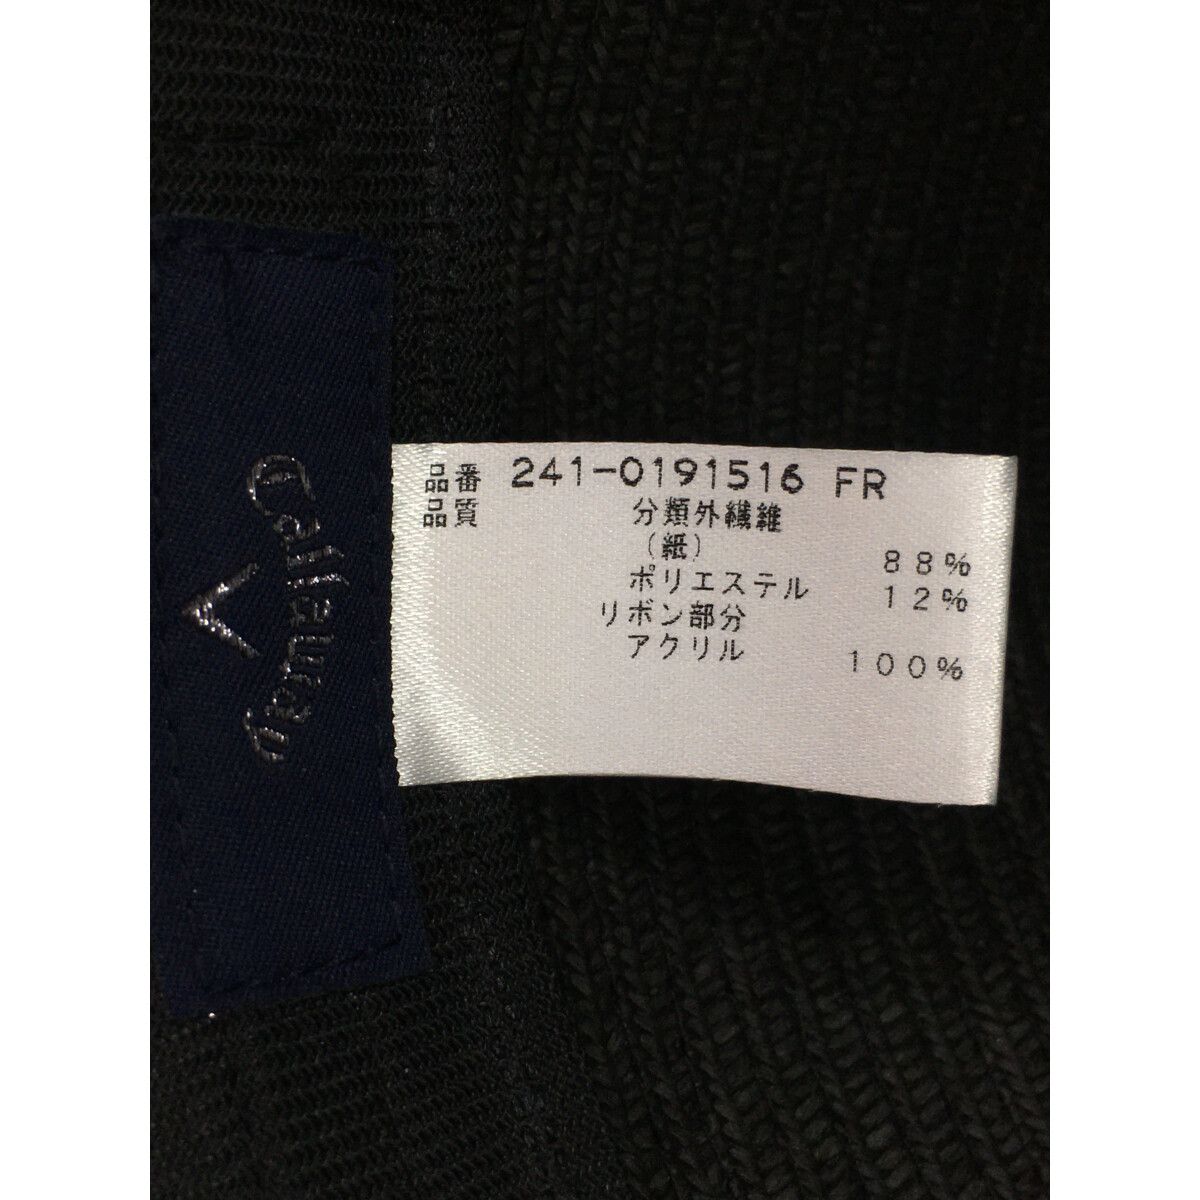 Callaway
品番 241-0191516 FR
品質 分類外繊維
(紙) 88%
ポリエステル 12%
リボン部分
アクリル 100%